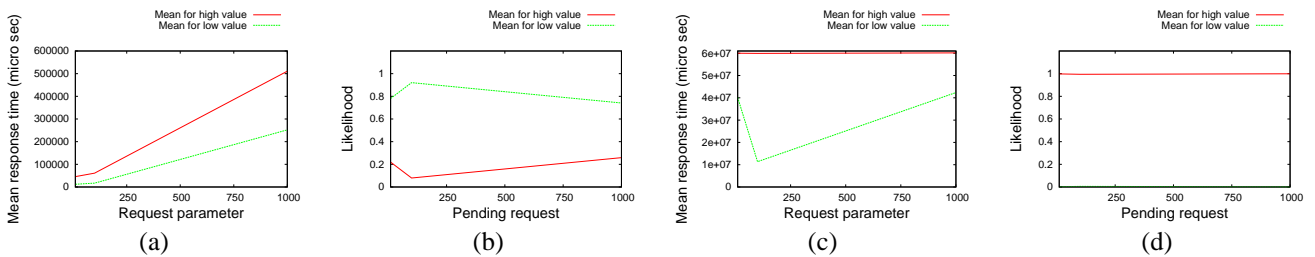 Mean for high value
Mean for low value
Mean response time (micro sec)
600000
500000
400000
300000
200000
100000
0
250
500
750
1000
Request parameter
(a)
Mean for high value
Mean for low value
Likelihood
1
0.8
0.6
0.4
0.2
0
250
500
750
1000
Pending request
(b)
Mean for high value
Mean for low value
Mean response time (micro sec)
6e+07
5e+07
4e+07
3e+07
2e+07
1e+07
0
250
500
750
1000
Request parameter
(c)
Mean for high value
Mean for low value
Likelihood
1
0.8
0.6
0.4
0.2
0
250
500
750
1000
Pending request
(d)